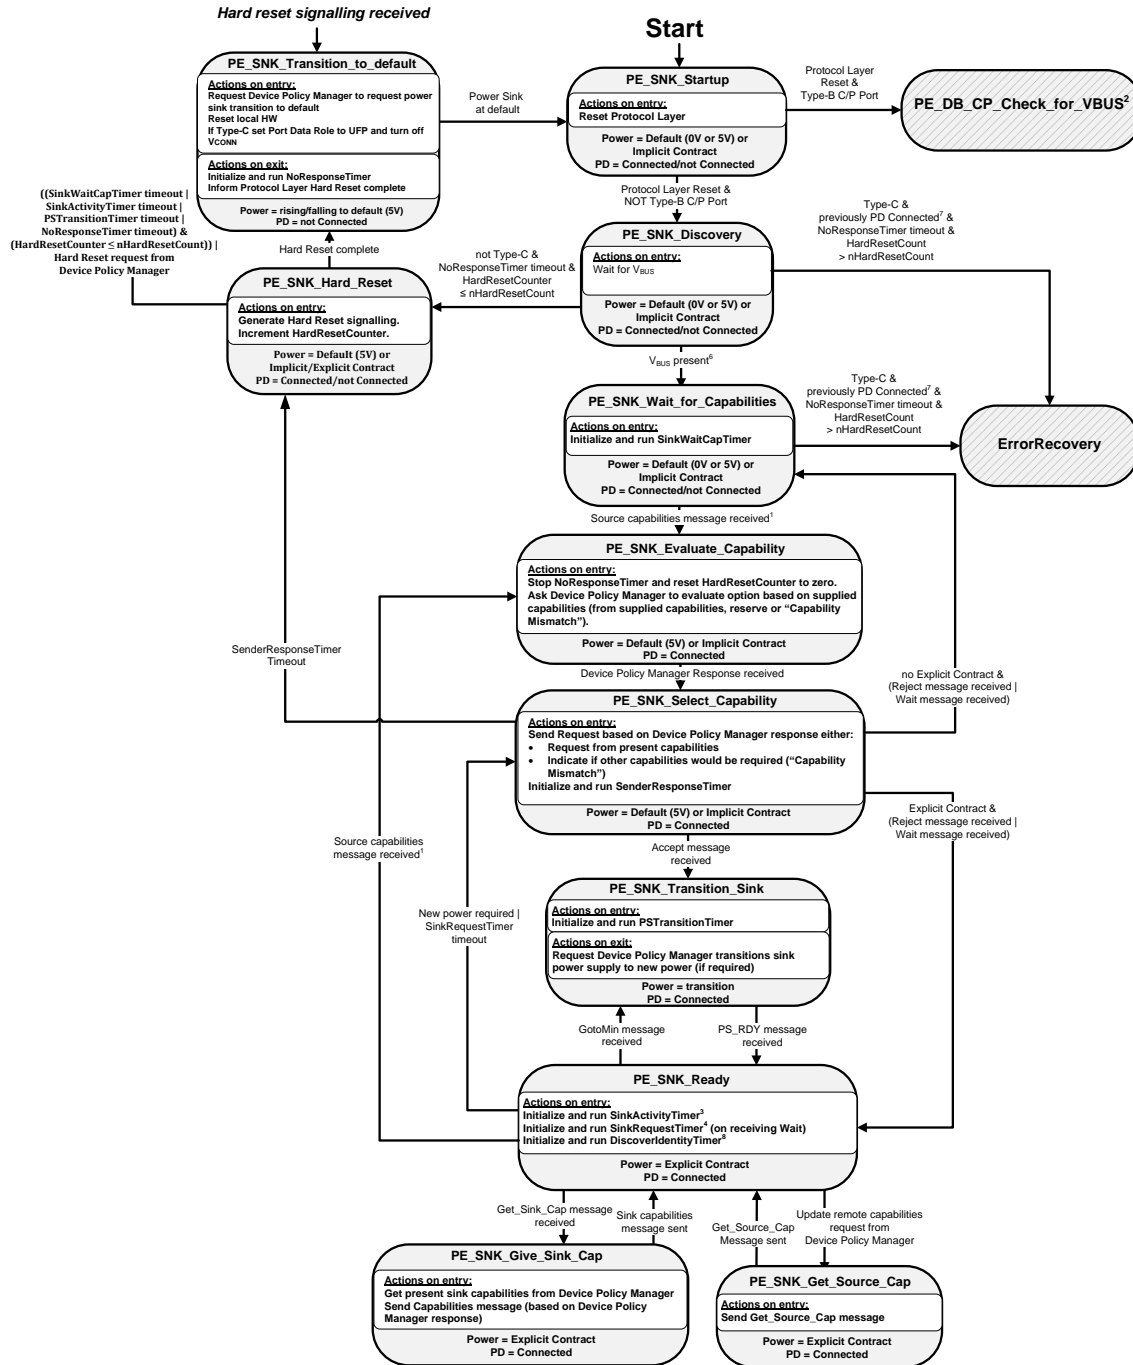 Hard reset signalling received
Start
PE_SNK_Transition_to_default
Actions on entry:
Request Device Policy Manager to request power
sink transition to default
Reset local HW
If Type-C set Port Data Role to UFP and turn off
VCONN
Actions on exit:
Initialize and run NoResponseTimer
Inform Protocol Layer Hard Reset complete
Power = rising/falling to default (5V)
PD = not Connected
Power Sink
at default
PE_SNK_Startup
Actions on entry:
Reset Protocol Layer
Power = Default (0V or 5V) or
Implicit Contract
PD = Connected/not Connected
Protocol Layer
Reset &
Type-B C/P Port
PE_DB_CP_Check_for_VBUS²
((SinkWaitCapTimer timeout |
SinkActivityTimer timeout |
PSTransitionTimer timeout |
NoResponseTimer timeout) &
(HardResetCounter ≤ nHardResetCount)) |
Hard Reset request from
Device Policy Manager
Hard Reset complete
Protocol Layer Reset &
NOT Type-B C/P Port
PE_SNK_Discovery
Actions on entry:
Wait for VBUS
Power = Default (0V or 5V) or
Implicit Contract
PD = Connected/not Connected
not Type-C &
NoResponseTimer timeout &
HardResetCounter
≤ nHardResetCount
Type-C &
previously PD Connected⁷ &
NoResponseTimer timeout &
HardResetCount
> nHardResetCount
PE_SNK_Hard_Reset
Actions on entry:
Generate Hard Reset signalling.
Increment HardResetCounter.
Power = Default (5V) or
Implicit/Explicit Contract
PD = Connected/not Connected
VBUS present⁶
PE_SNK_Wait_for_Capabilities
Actions on entry:
Initialize and run SinkWaitCapTimer
Power = Default (0V or 5V) or
Implicit Contract
PD = Connected/not Connected
Type-C &
previously PD Connected⁷ &
NoResponseTimer timeout &
HardResetCount
> nHardResetCount
ErrorRecovery
Source capabilities message received¹
PE_SNK_Evaluate_Capability
Actions on entry:
Stop NoResponseTimer and reset HardResetCounter to zero.
Ask Device Policy Manager to evaluate option based on supplied
capabilities (from supplied capabilities, reserve or “Capability
Mismatch”).
Power = Default (5V) or Implicit Contract
PD = Connected
SenderResponseTimer
Timeout
Device Policy Manager Response received
no Explicit Contract &
(Reject message received |
Wait message received)
PE_SNK_Select_Capability
Actions on entry:
Send Request based on Device Policy Manager response either:
• Request from present capabilities
• Indicate if other capabilities would be required (“Capability
Mismatch”)
Initialize and run SenderResponseTimer
Power = Default (5V) or Implicit Contract
PD = Connected
Explicit Contract &
(Reject message received |
Wait message received)
Source capabilities
message received¹
Accept message
received
New power required |
SinkRequestTimer
timeout
PE_SNK_Transition_Sink
Actions on entry:
Initialize and run PSTransitionTimer
Actions on exit:
Request Device Policy Manager transitions sink
power supply to new power (if required)
Power = transition
PD = Connected
GotoMin message
received
PS_RDY message
received
PE_SNK_Ready
Actions on entry:
Initialize and run SinkActivityTimer³
Initialize and run SinkRequestTimer⁴ (on receiving Wait)
Initialize and run DiscoverIdentityTimer⁸
Power = Explicit Contract
PD = Connected
Get_Sink_Cap message
received
Sink capabilities
message sent
Get_Source_Cap
Message sent
Update remote capabilities
request from
Device Policy Manager
PE_SNK_Give_Sink_Cap
Actions on entry:
Get present sink capabilities from Device Policy Manager
Send Capabilities message (based on Device Policy
Manager response)
Power = Explicit Contract
PD = Connected
PE_SNK_Get_Source_Cap
Actions on entry:
Send Get_Source_Cap message
Power = Explicit Contract
PD = Connected